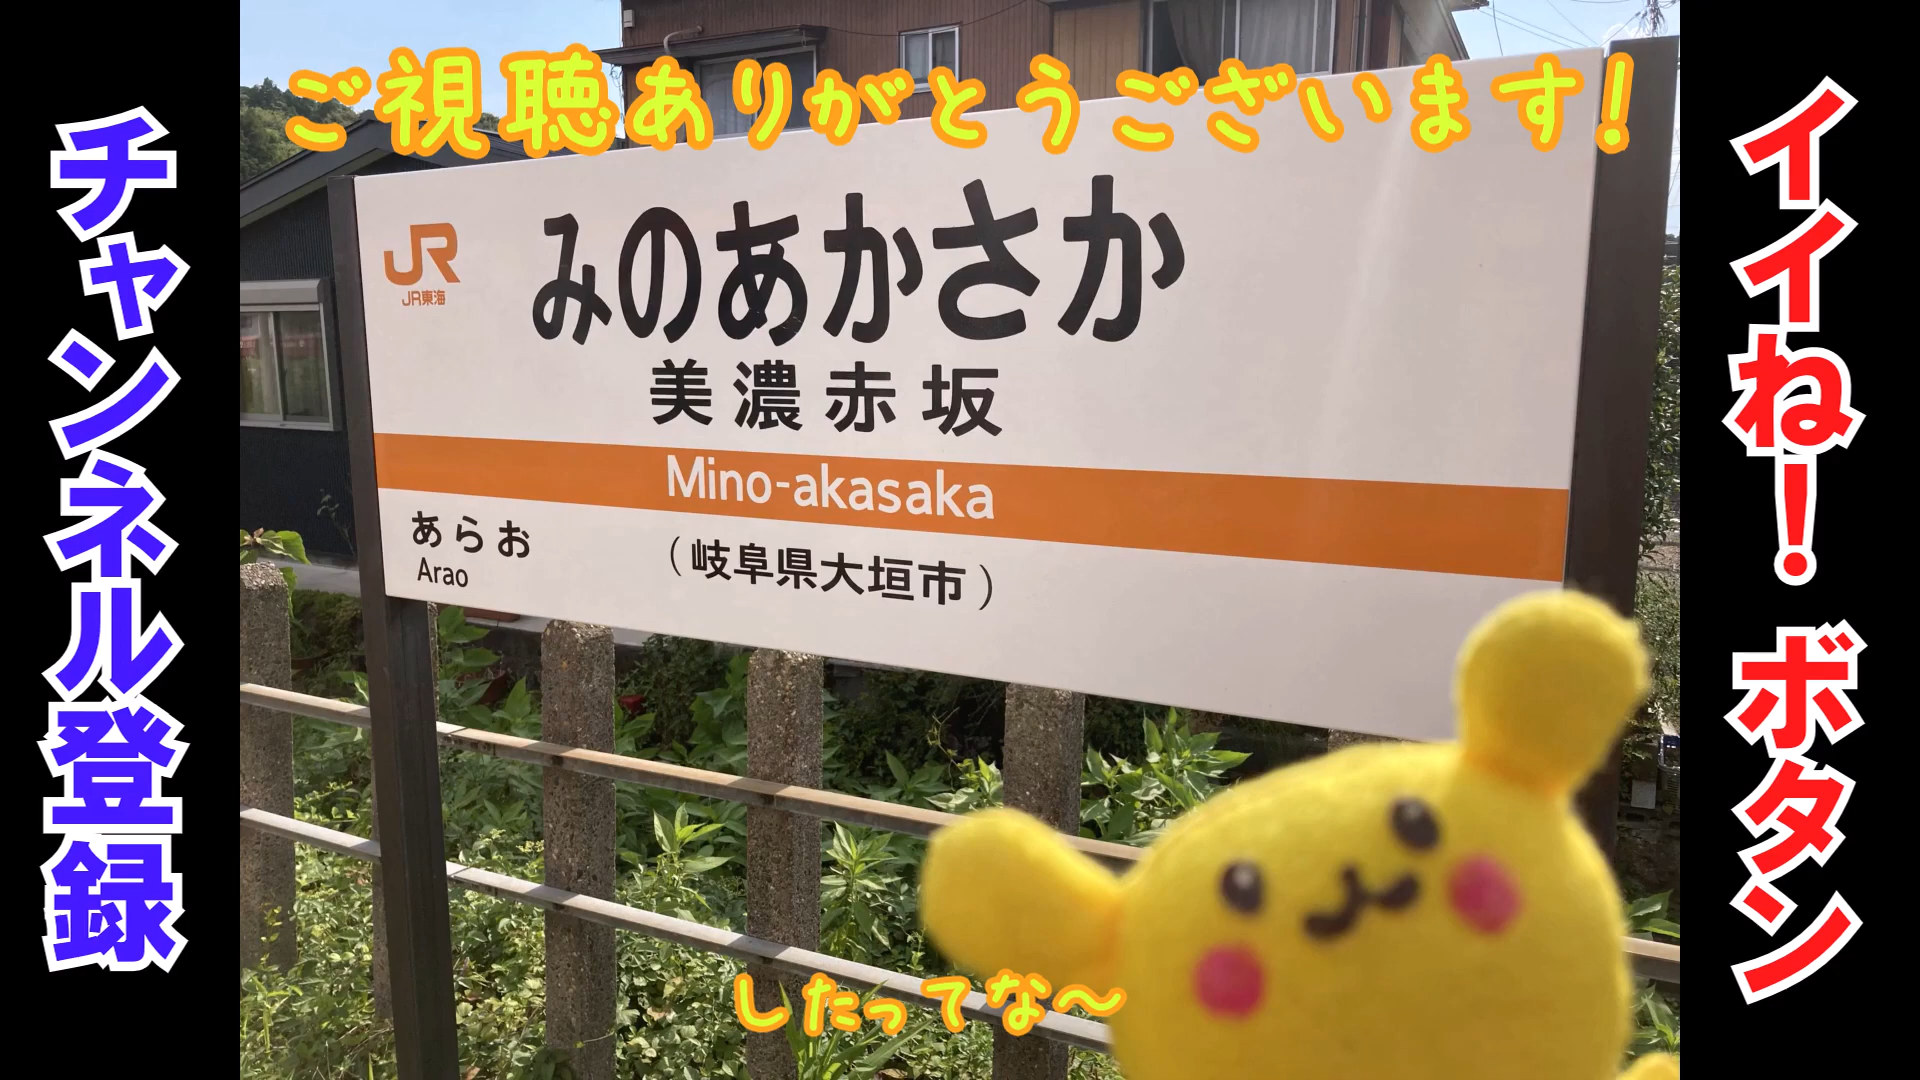 ご視聴ありがとうございます!
チャンネル登録
イイね! ボタン
JR
JR東海
みのあかさか
美濃赤坂
Mino-akasaka
あらお
Arao
(岐阜県大垣市)
したってな〜